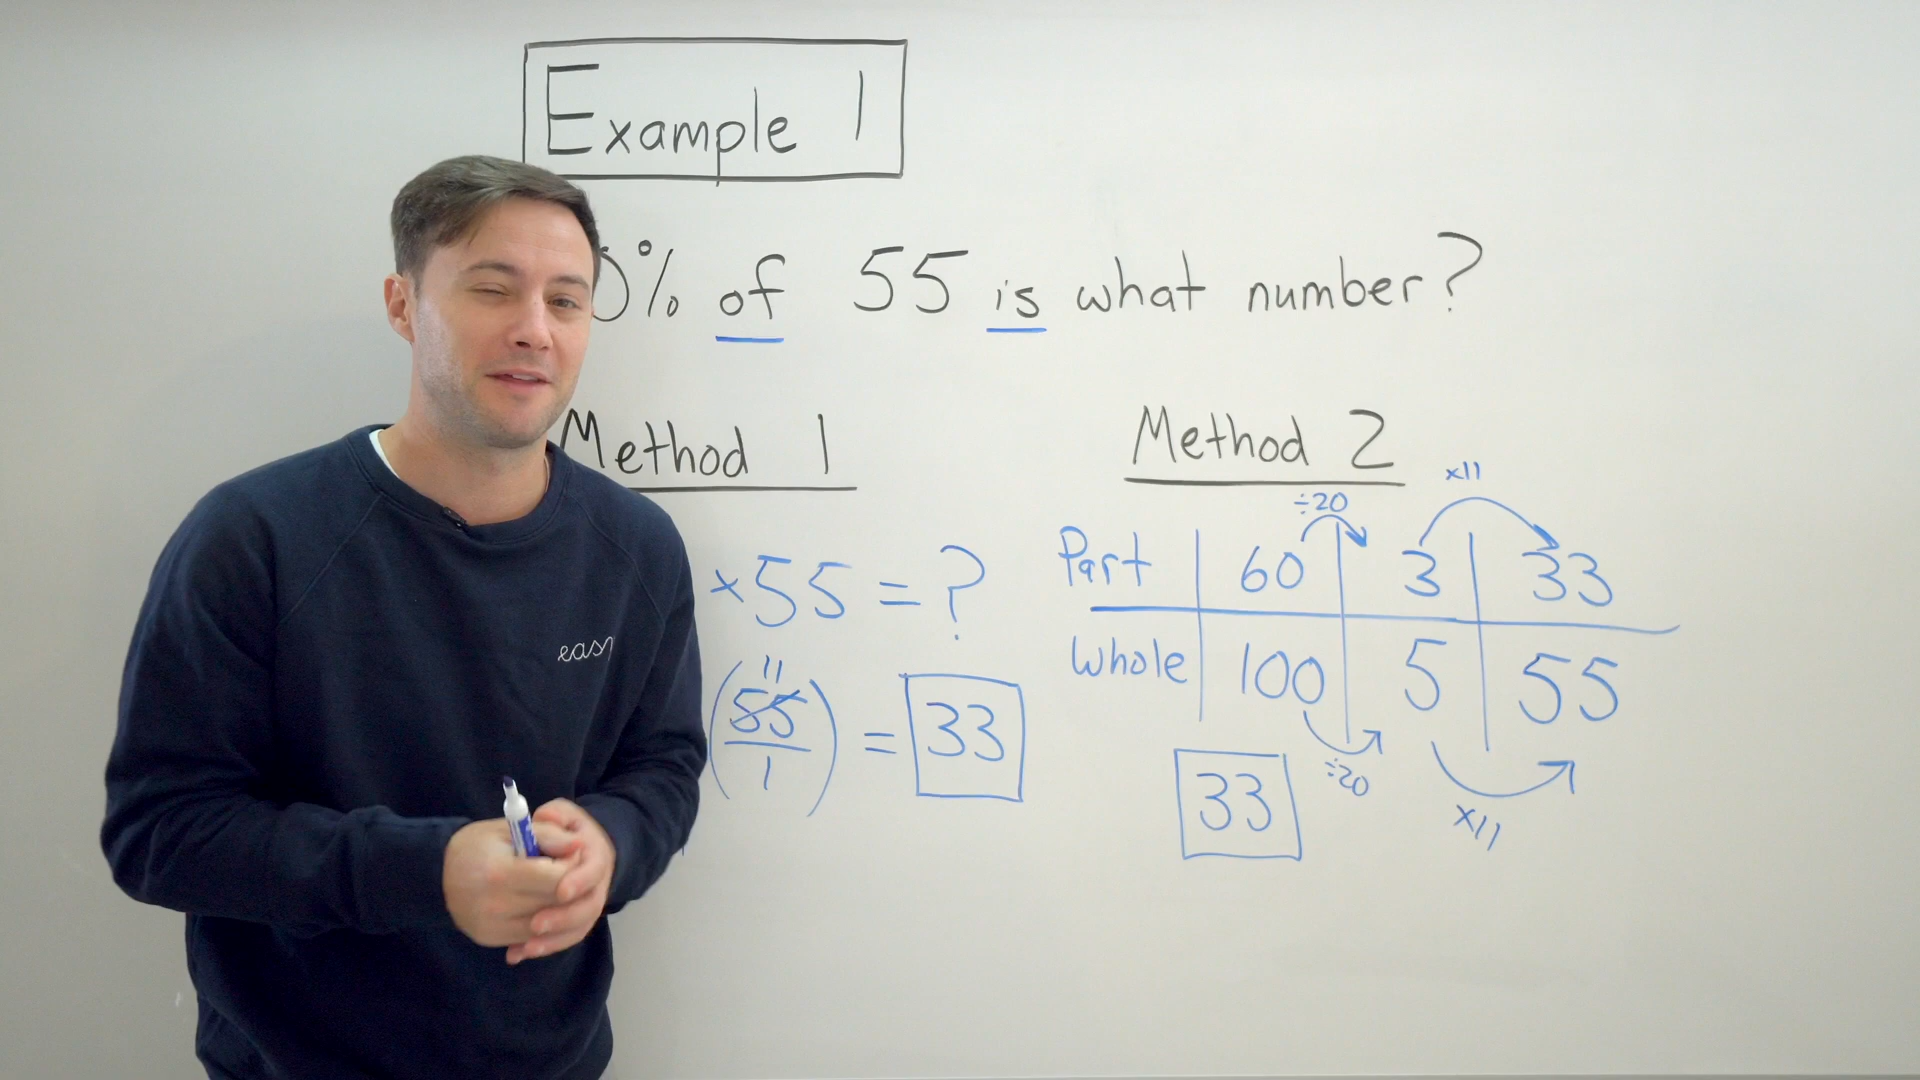 Example 1
0% of 55 is what number?
Method 1
×55 = ?
11
(55/1) = 33
Method 2
÷20
×11
Part 60 3 33
Whole 100 5 55
÷20
×11
33